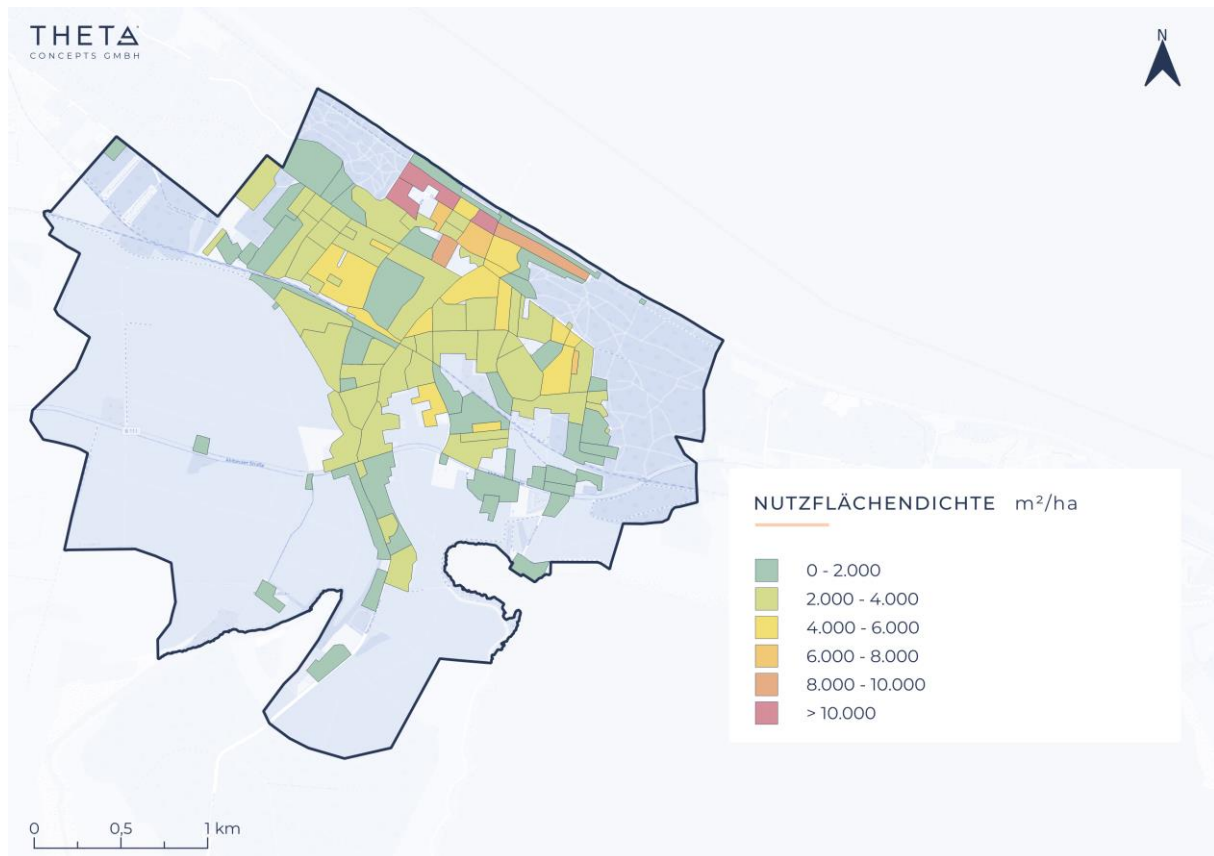 THETA
CONCEPTS GMBH
N
B 111
NUTZFLÄCHENDICHTE m²/ha
0 - 2.000
2.000 - 4.000
4.000 - 6.000
6.000 - 8.000
8.000 - 10.000
> 10.000
0 0,5 1 km